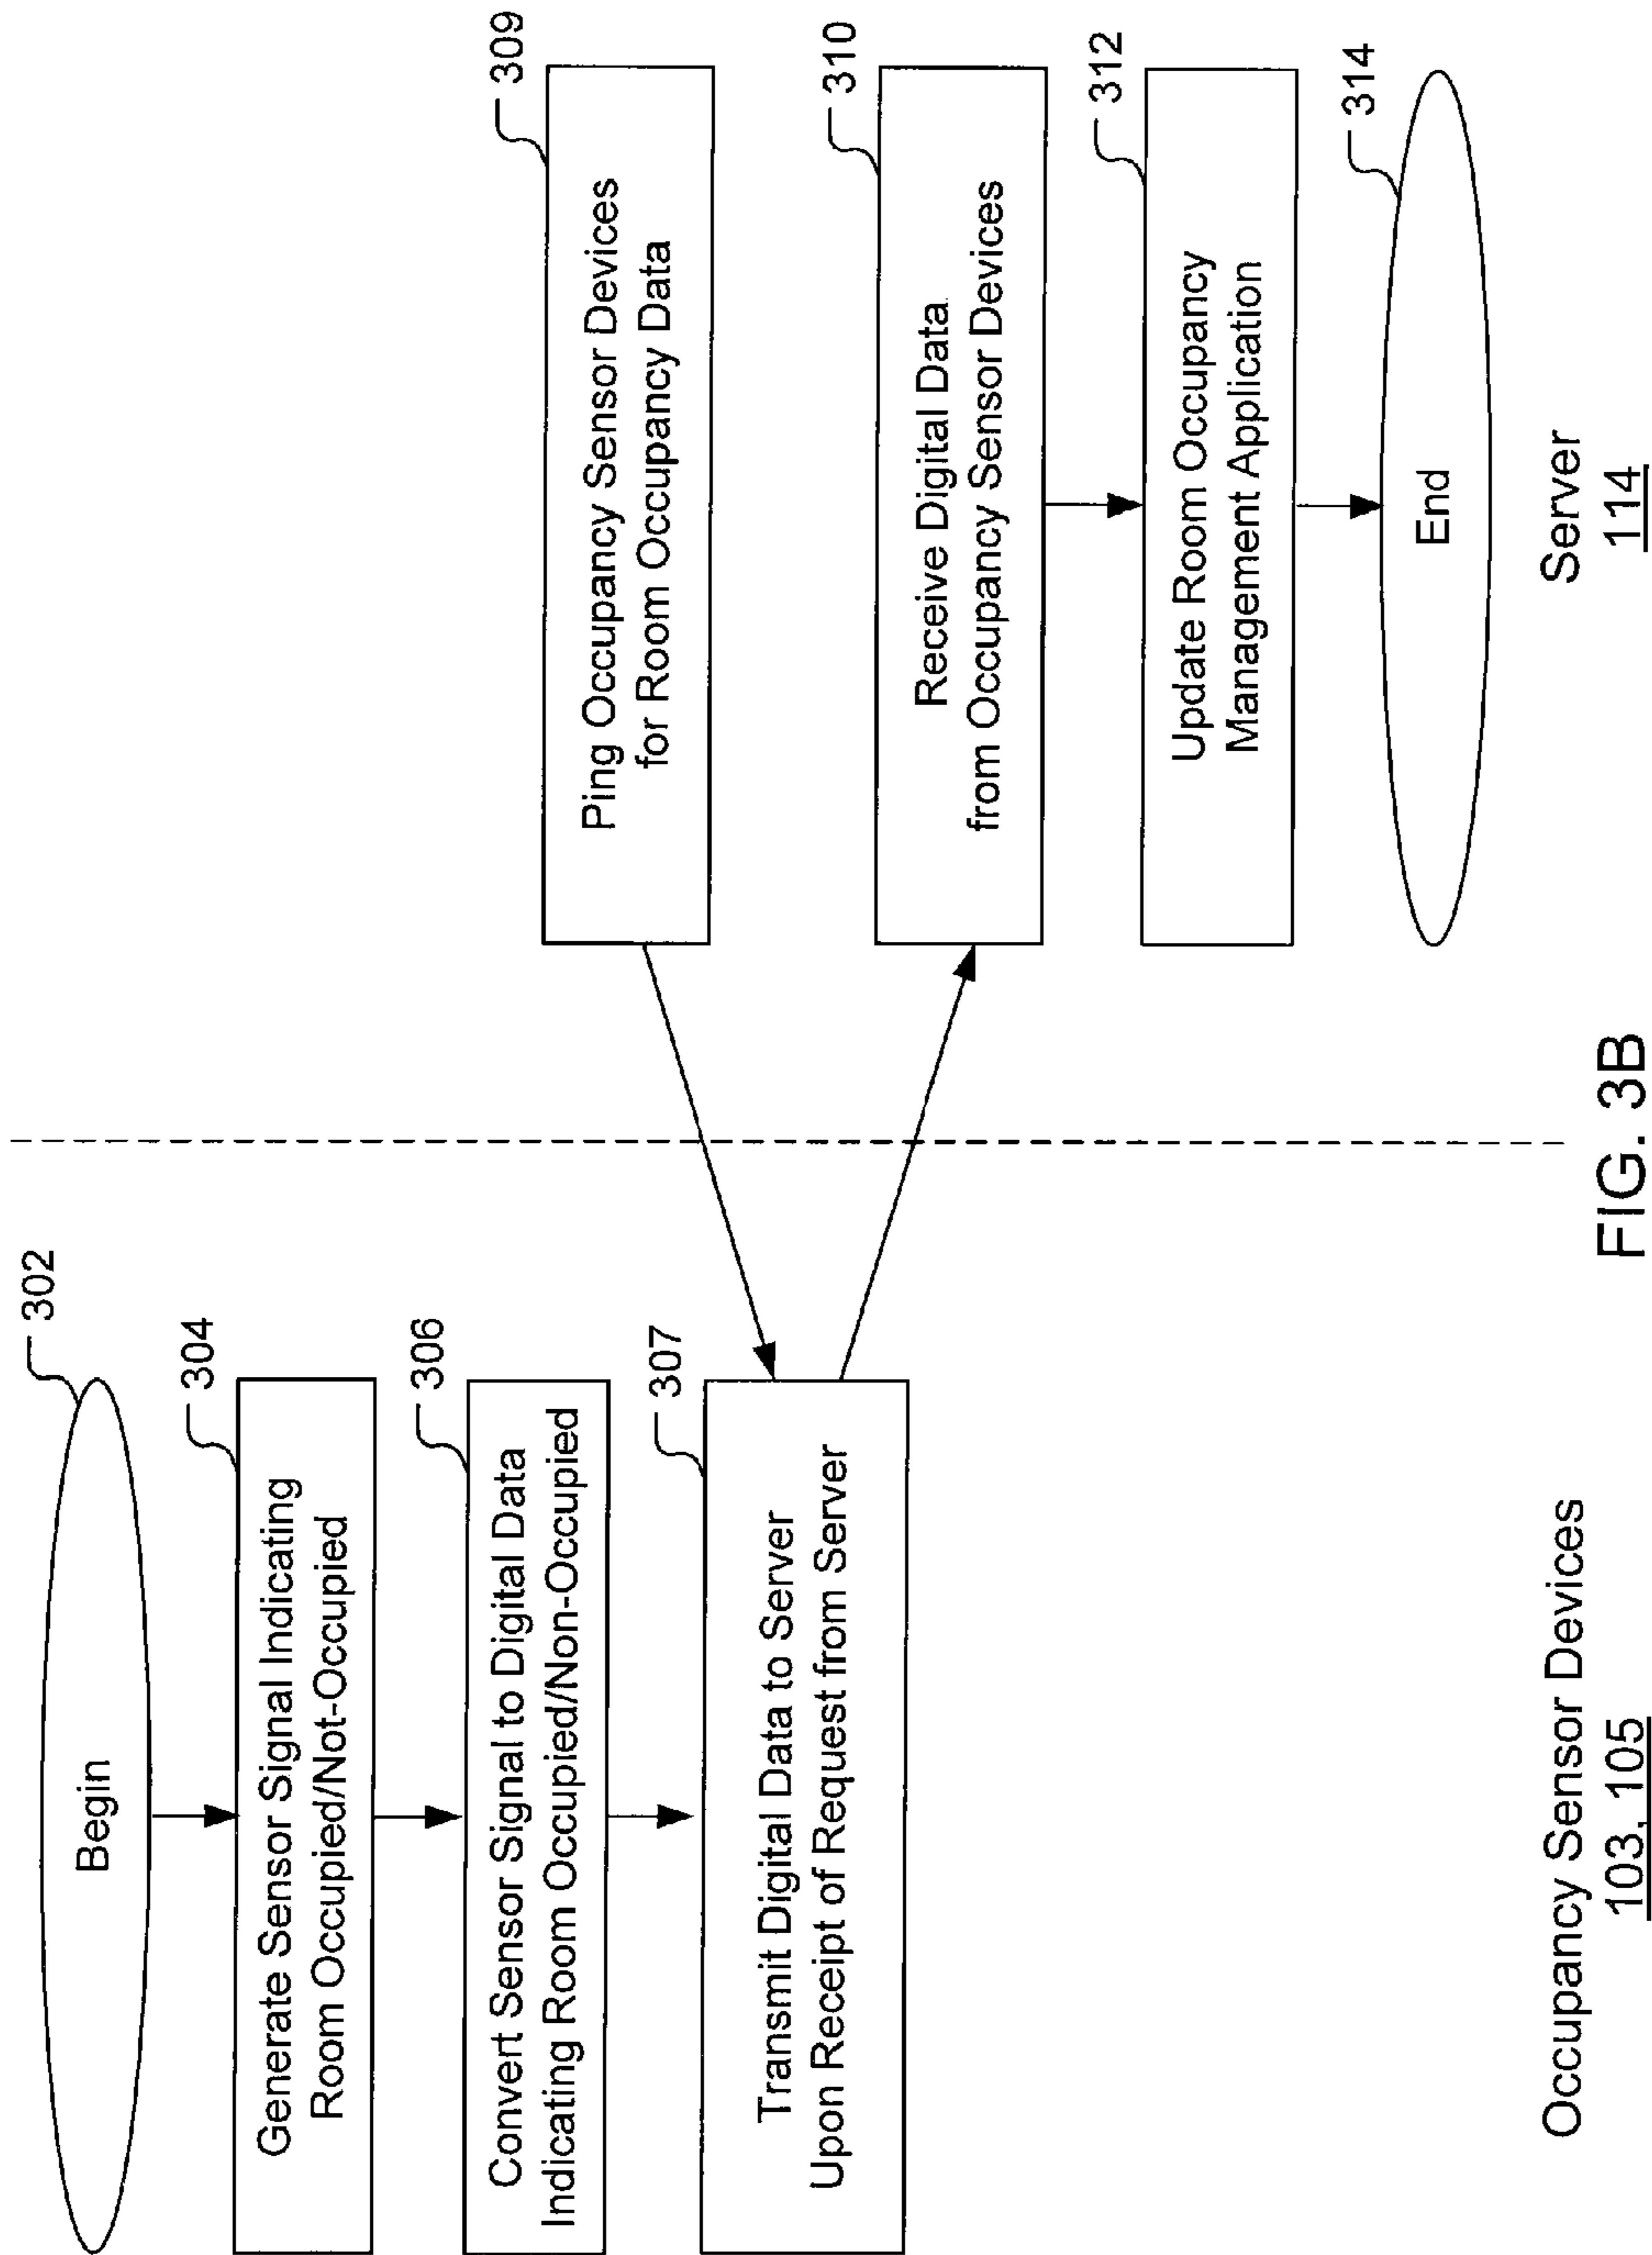 302
Begin
304
Generate Sensor Signal Indicating
Room Occupied/Not-Occupied
306
Convert Sensor Signal to Digital Data
Indicating Room Occupied/Non-Occupied
307
Transmit Digital Data to Server
Upon Receipt of Request from Server
Occupancy Sensor Devices
103, 105
309
Ping Occupancy Sensor Devices
for Room Occupancy Data
310
Receive Digital Data
from Occupancy Sensor Devices
312
Update Room Occupancy
Management Application
314
End
Server
114
FIG. 3B